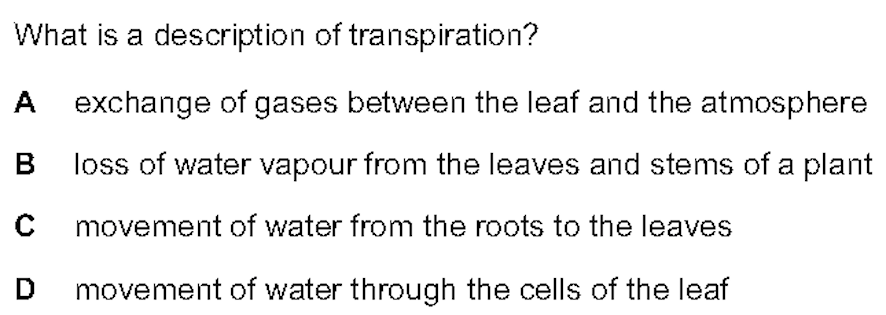 What is a description of transpiration?
A exchange of gases between the leaf and the atmosphere
B loss of water vapour from the leaves and stems of a plant
C movement of water from the roots to the leaves
D movement of water through the cells of the leaf